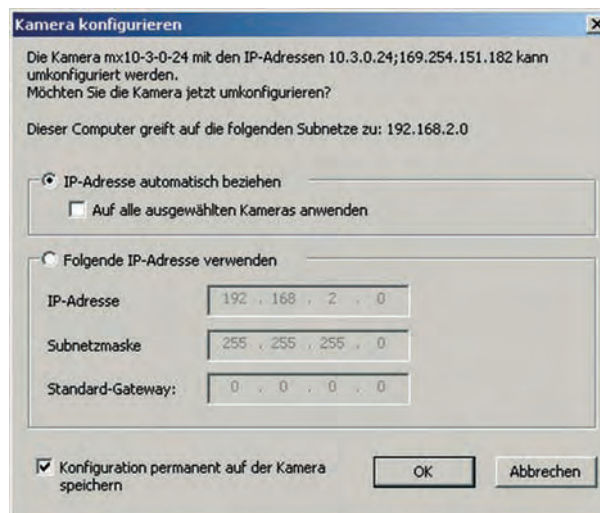 Kamera konfigurieren
Die Kamera mx10-3-0-24 mit den IP-Adressen 10.3.0.24;169.254.151.182 kann
umkonfiguriert werden.
Möchten Sie die Kamera jetzt umkonfigurieren?
Dieser Computer greift auf die folgenden Subnetze zu: 192.168.2.0
IP-Adresse automatisch beziehen
Auf alle ausgewählten Kameras anwenden
Folgende IP-Adresse verwenden
IP-Adresse 192 . 168 . 2 . 0
Subnetzmaske 255 . 255 . 255 . 0
Standard-Gateway: 0 . 0 . 0 . 0
Konfiguration permanent auf der Kamera
speichern
OK
Abbrechen